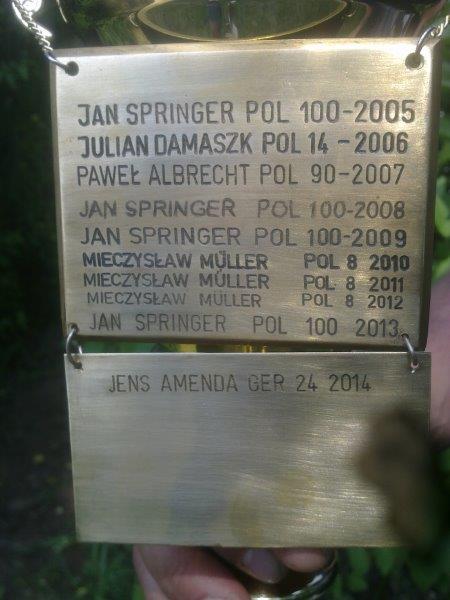 JAN SPRINGER POL 100-2005
JULIAN DAMASZK POL 14 - 2006
PAWEŁ ALBRECHT POL 90-2007
JAN SPRINGER POL 100-2008
JAN SPRINGER POL 100-2009
MIECZYSŁAW MÜLLER POL 8 2010
MIECZYSŁAW MÜLLER POL 8 2011
MIECZYSŁAW MÜLLER POL 8 2012
JAN SPRINGER POL 100 2013
JENS AMENDA GER 24 2014